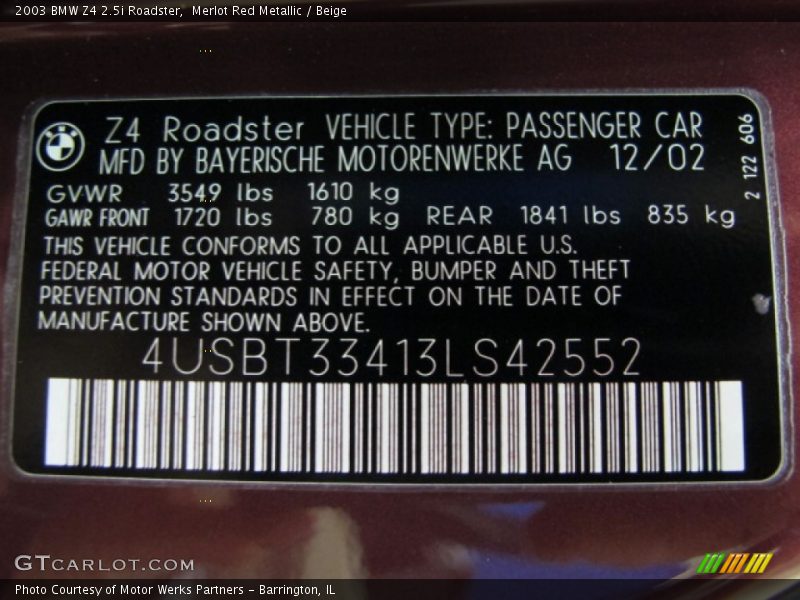 2003 BMW Z4 2.5i Roadster,  Merlot Red Metallic / Beige
BMW
Z4 Roadster VEHICLE TYPE: PASSENGER CAR
MFD BY BAYERISCHE MOTORENWERKE AG 12/02
2 122 606
GVWR 3549 lbs 1610 kg
GAWR FRONT 1720 lbs 780 kg REAR 1841 lbs 835 kg
THIS VEHICLE CONFORMS TO ALL APPLICABLE U.S.
FEDERAL MOTOR VEHICLE SAFETY, BUMPER AND THEFT
PREVENTION STANDARDS IN EFFECT ON THE DATE OF
MANUFACTURE SHOWN ABOVE.
4USBT33413LS42552
GTCARLOT.COM
Photo Courtesy of Motor Werks Partners – Barrington, IL